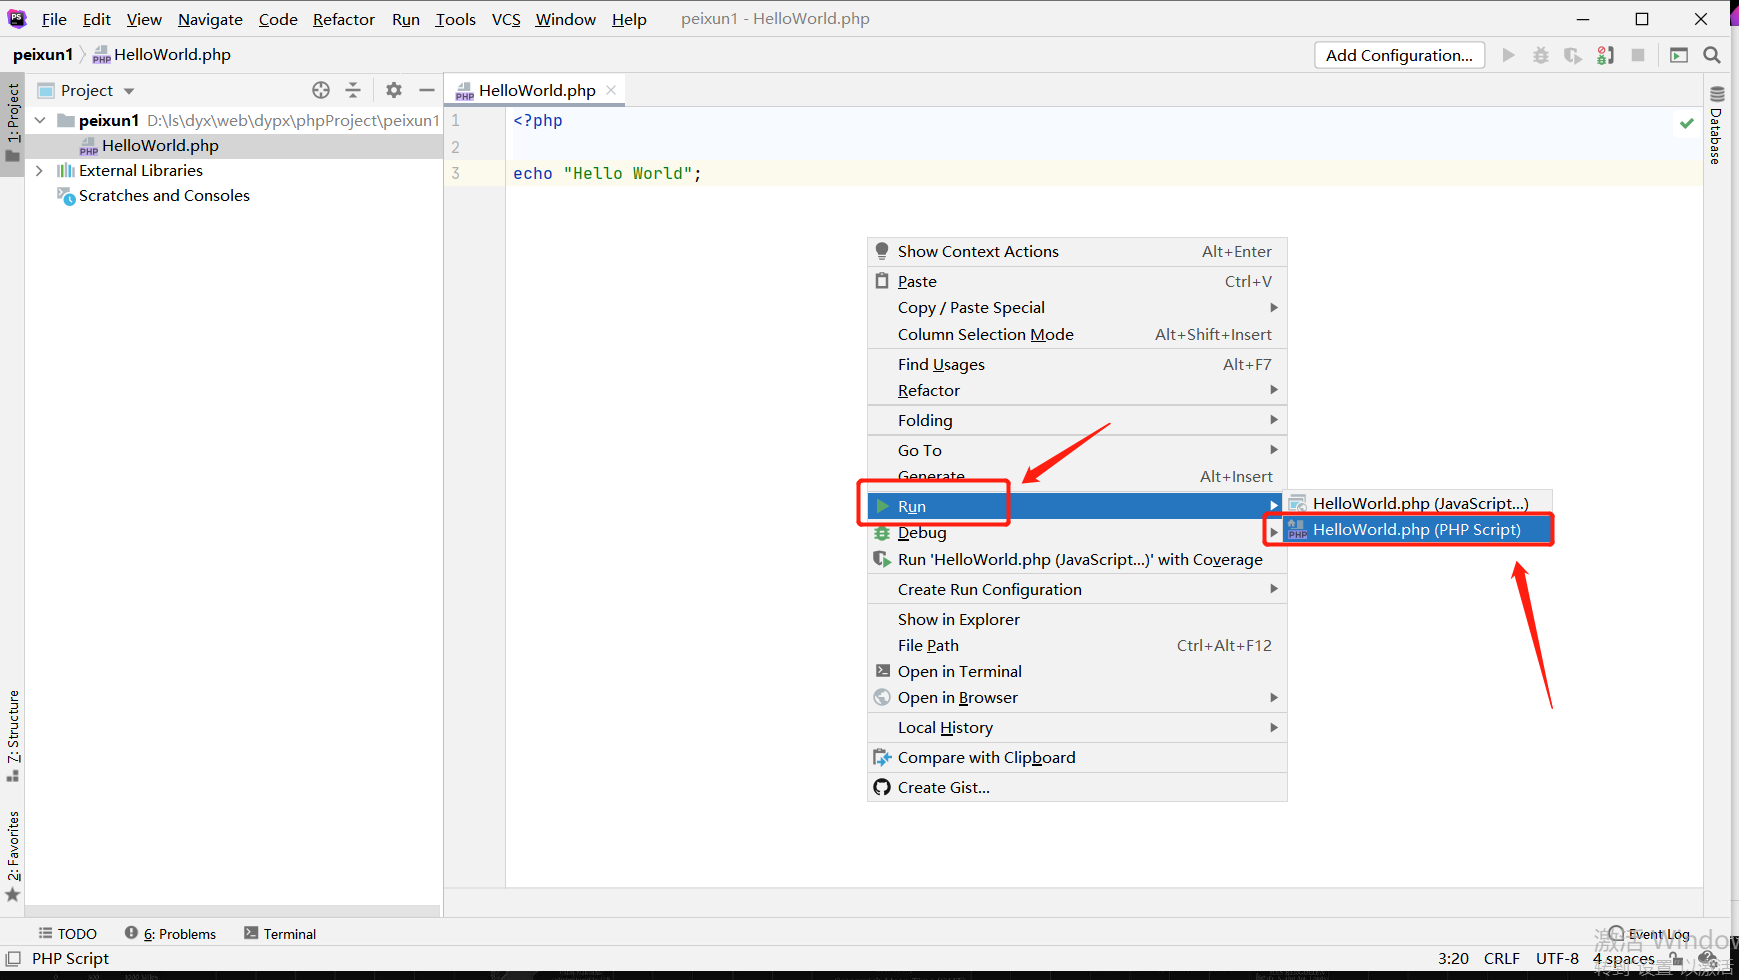 File Edit View Navigate Code Refactor Run Tools VCS Window Help peixun1 - HelloWorld.php
peixun1 HelloWorld.php Add Configuration...
1: Project
Project
HelloWorld.php
peixun1 D:\ls\dyx\web\dypx\phpProject\peixun1
HelloWorld.php
External Libraries
Scratches and Consoles
1 <?php
2
3 echo "Hello World";
Database
Show Context Actions Alt+Enter
Paste Ctrl+V
Copy / Paste Special
Column Selection Mode Alt+Shift+Insert
Find Usages Alt+F7
Refactor
Folding
Go To
Generate Alt+Insert
Run
Debug
Run 'HelloWorld.php (JavaScript...)' with Coverage
Create Run Configuration
Show in Explorer
File Path Ctrl+Alt+F12
Open in Terminal
Open in Browser
Local History
Compare with Clipboard
Create Gist...
HelloWorld.php (JavaScript...)
HelloWorld.php (PHP Script)
7: Structure
2: Favorites
TODO 6: Problems Terminal Event Log
激活 Window
PHP Script 3:20 CRLF UTF-8 4 spaces
转到"设置"以激活